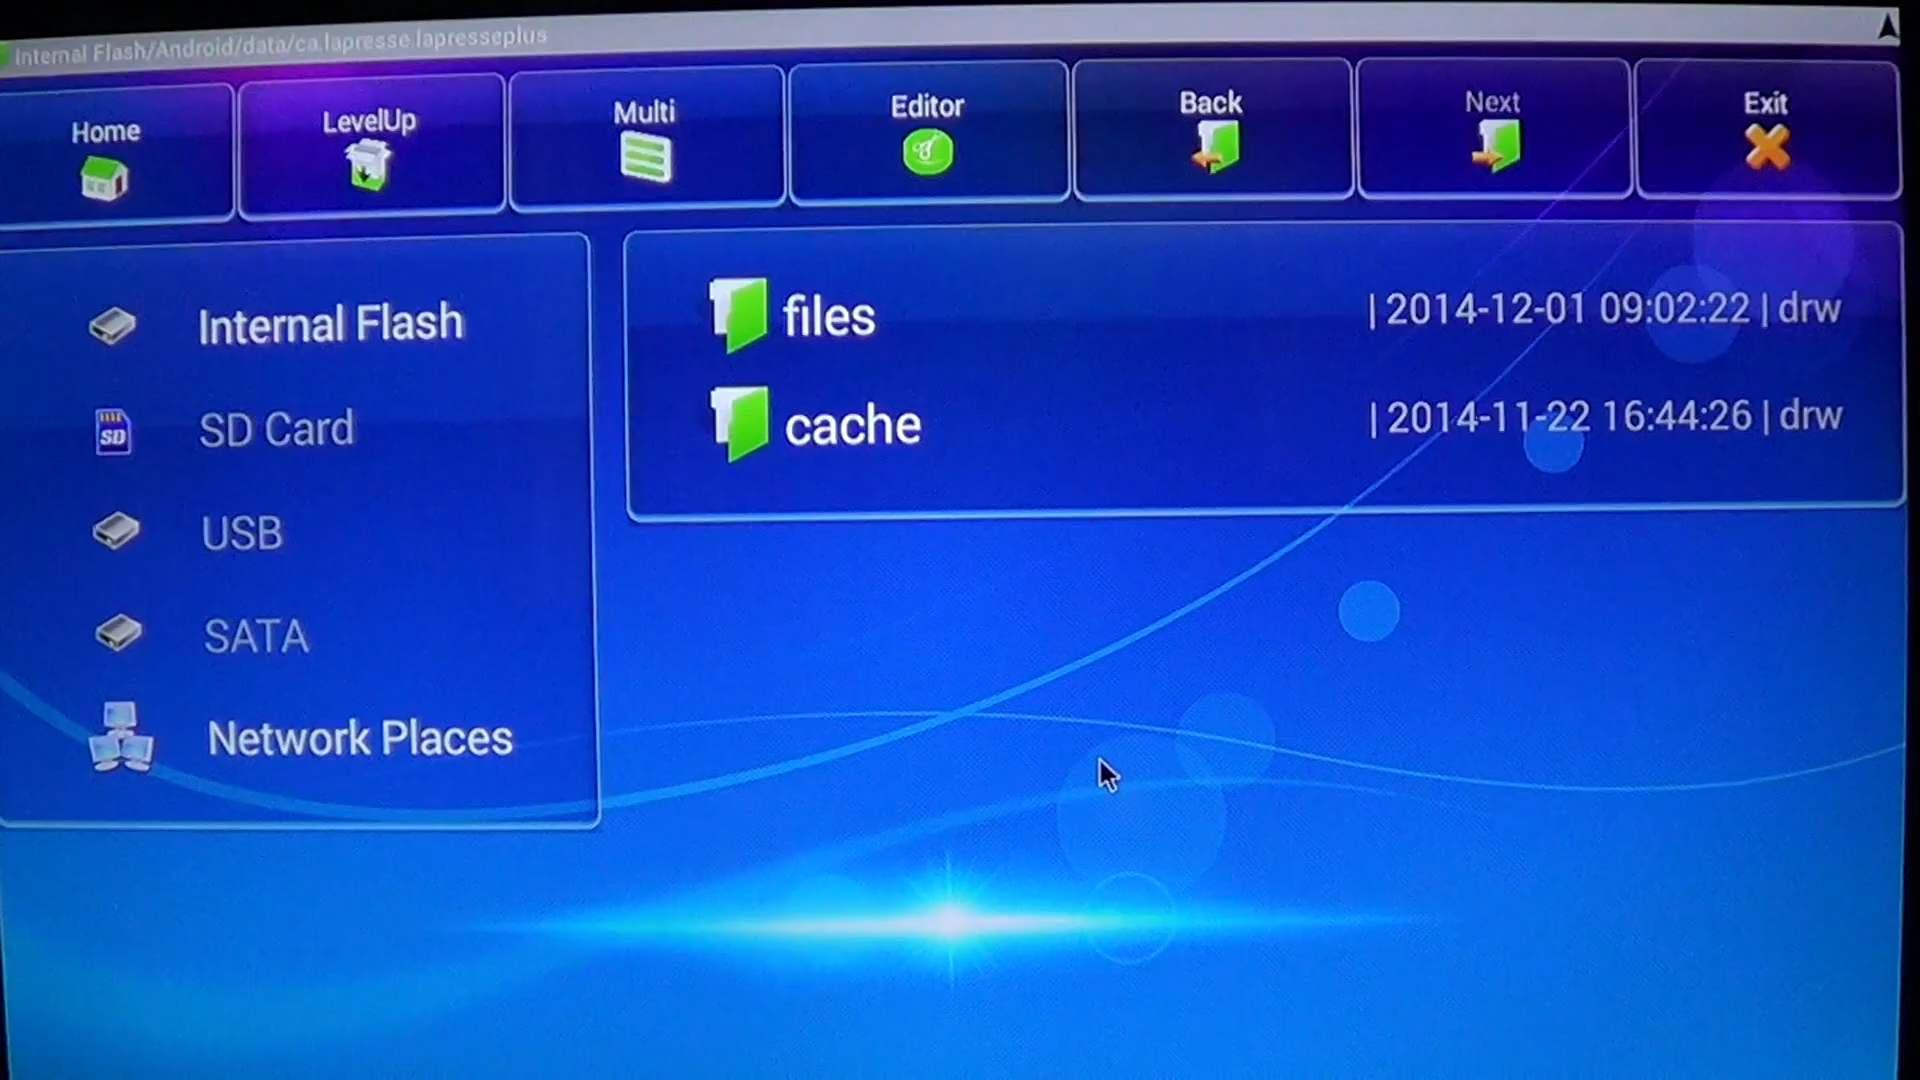 Internal Flash/Android/data/ca.lapresse.lapresseplus
Home LevelUp Multi Editor Back Next Exit
Internal Flash
SD Card
SD
USB
SATA
Network Places
files | 2014-12-01 09:02:22 | drw
cache | 2014-11-22 16:44:26 | drw